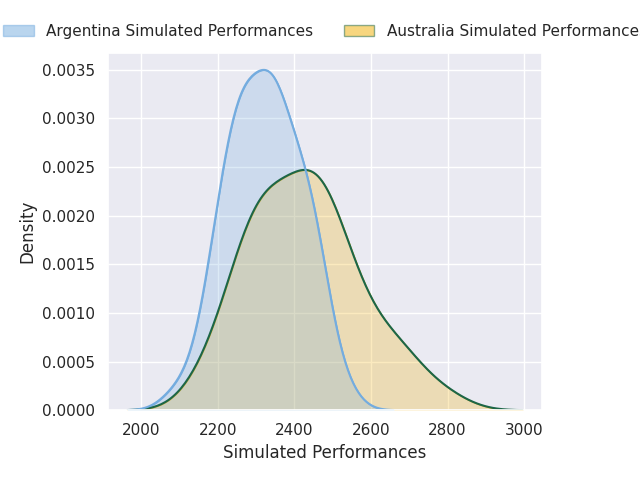 Argentina Simulated Performances
Australia Simulated Performance
0.0035
0.0030
0.0025
0.0020
0.0015
0.0010
0.0005
0.0000
Density
2000 2200 2400 2600 2800 3000
Simulated Performances